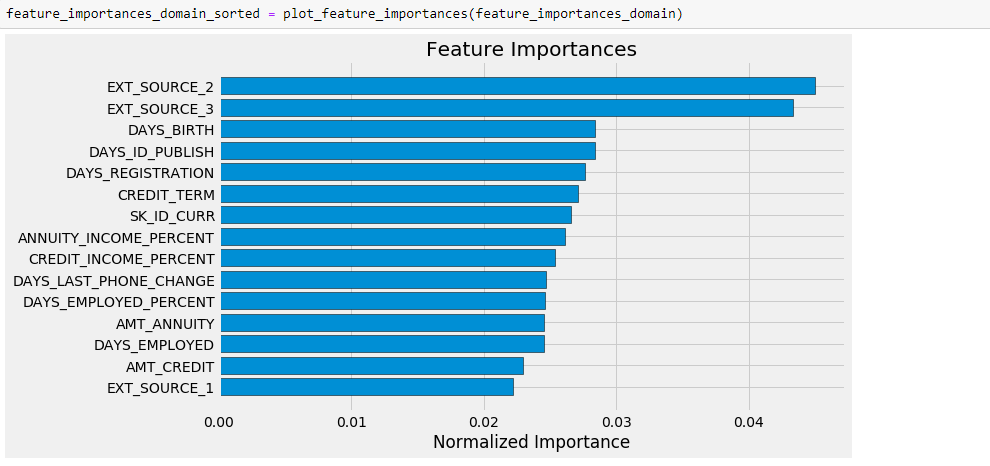 feature_importances_domain_sorted = plot_feature_importances(feature_importances_domain)
Feature Importances
EXT_SOURCE_2
EXT_SOURCE_3
DAYS_BIRTH
DAYS_ID_PUBLISH
DAYS_REGISTRATION
CREDIT_TERM
SK_ID_CURR
ANNUITY_INCOME_PERCENT
CREDIT_INCOME_PERCENT
DAYS_LAST_PHONE_CHANGE
DAYS_EMPLOYED_PERCENT
AMT_ANNUITY
DAYS_EMPLOYED
AMT_CREDIT
EXT_SOURCE_1
0.00 0.01 0.02 0.03 0.04
Normalized Importance